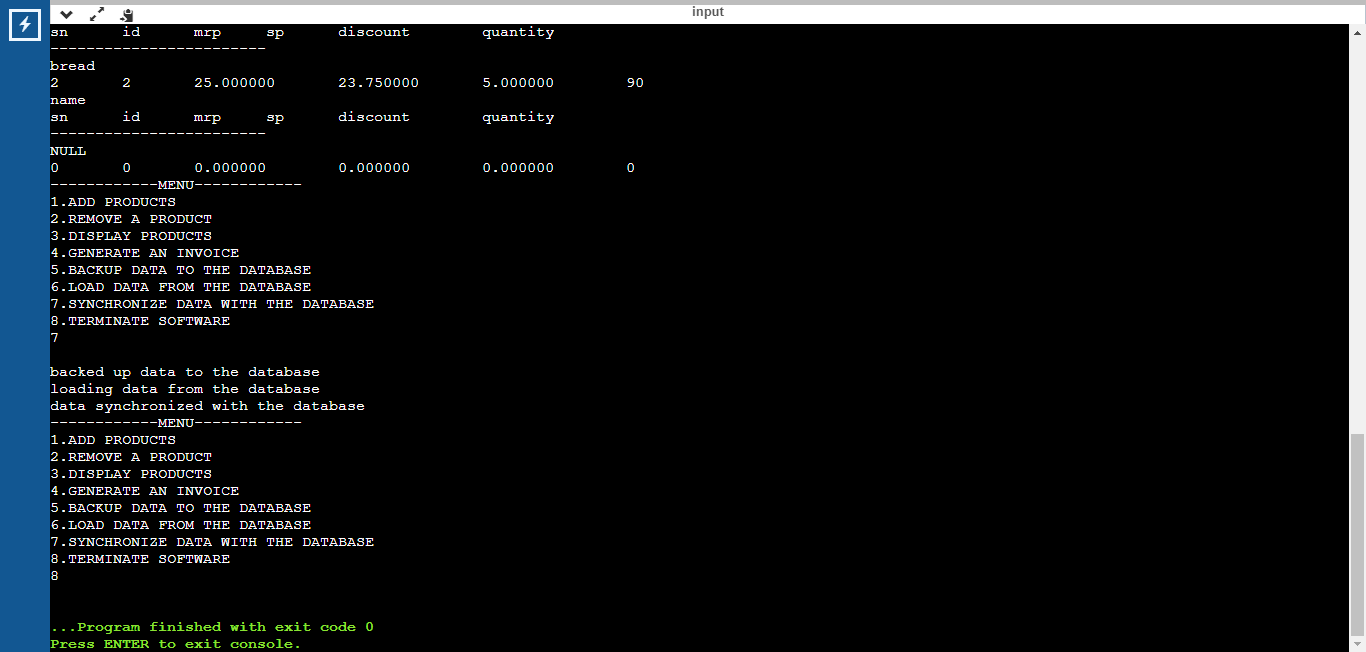 input
sn id mrp sp discount quantity
------------------------
bread
2 2 25.000000 23.750000 5.000000 90
name
sn id mrp sp discount quantity
------------------------
NULL
0 0 0.000000 0.000000 0.000000 0
------------MENU------------
1.ADD PRODUCTS
2.REMOVE A PRODUCT
3.DISPLAY PRODUCTS
4.GENERATE AN INVOICE
5.BACKUP DATA TO THE DATABASE
6.LOAD DATA FROM THE DATABASE
7.SYNCHRONIZE DATA WITH THE DATABASE
8.TERMINATE SOFTWARE
7
backed up data to the database
loading data from the database
data synchronized with the database
------------MENU------------
1.ADD PRODUCTS
2.REMOVE A PRODUCT
3.DISPLAY PRODUCTS
4.GENERATE AN INVOICE
5.BACKUP DATA TO THE DATABASE
6.LOAD DATA FROM THE DATABASE
7.SYNCHRONIZE DATA WITH THE DATABASE
8.TERMINATE SOFTWARE
8
...Program finished with exit code 0
Press ENTER to exit console.